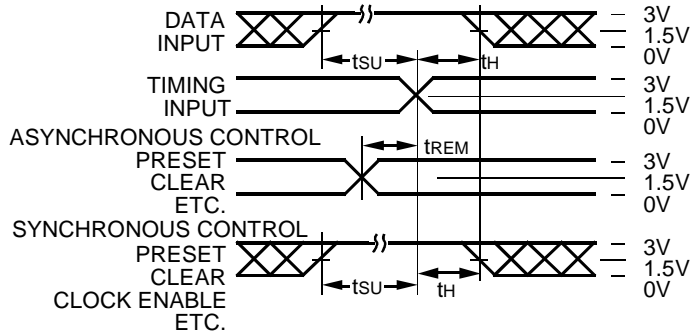 DATA
INPUT
3V
1.5V
0V
tSU
tH
TIMING
INPUT
3V
1.5V
0V
ASYNCHRONOUS CONTROL
tREM
PRESET
CLEAR
ETC.
3V
1.5V
0V
SYNCHRONOUS CONTROL
PRESET
CLEAR
CLOCK ENABLE
ETC.
3V
1.5V
0V
tSU
tH